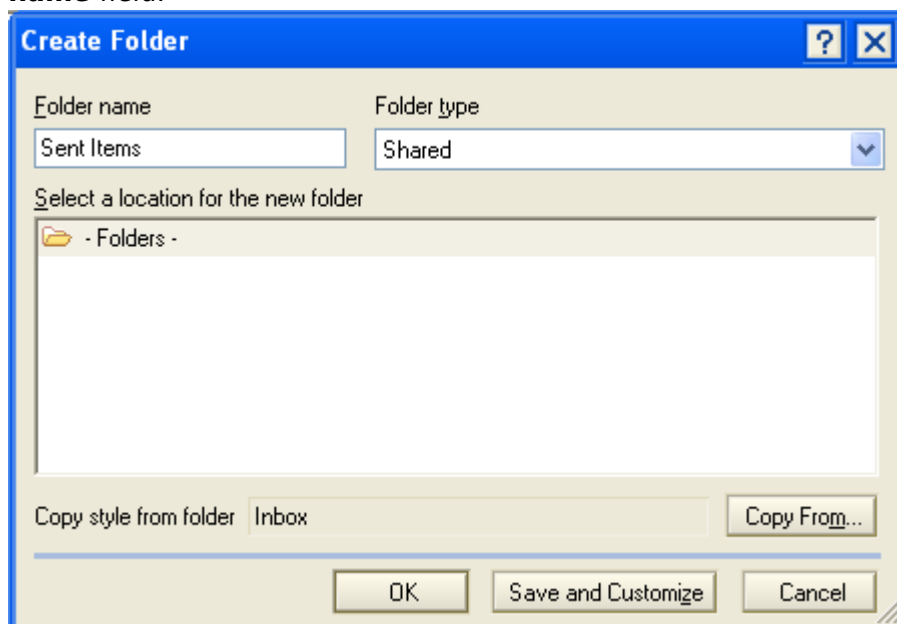 Create Folder
Folder name Folder type
Sent Items Shared
Select a location for the new folder
- Folders -
Copy style from folder Inbox Copy From...
OK Save and Customize Cancel